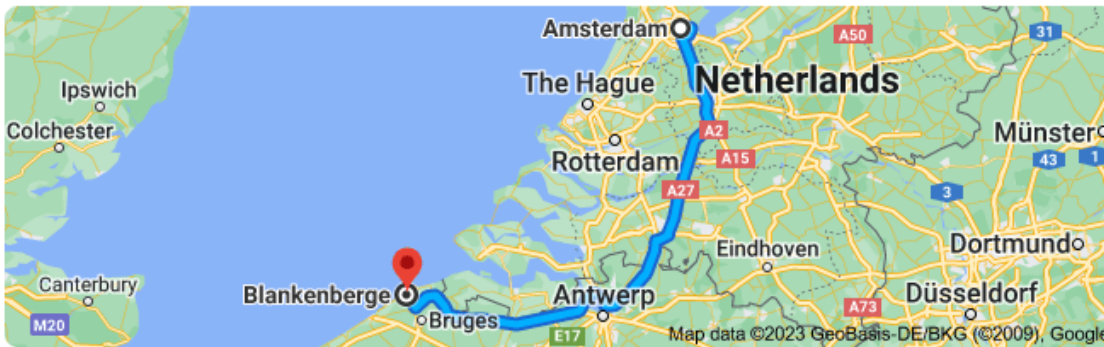 Amsterdam
A50
31
Netherlands
The Hague
Ipswich
Colchester
A2
Münster
Rotterdam
A15
43
1
A27
3
Eindhoven
Dortmund
Canterbury
Blankenberge
Antwerp
A73
Düsseldorf
M20
Bruges
E17
Map data ©2023 GeoBasis-DE/BKG (©2009), Google